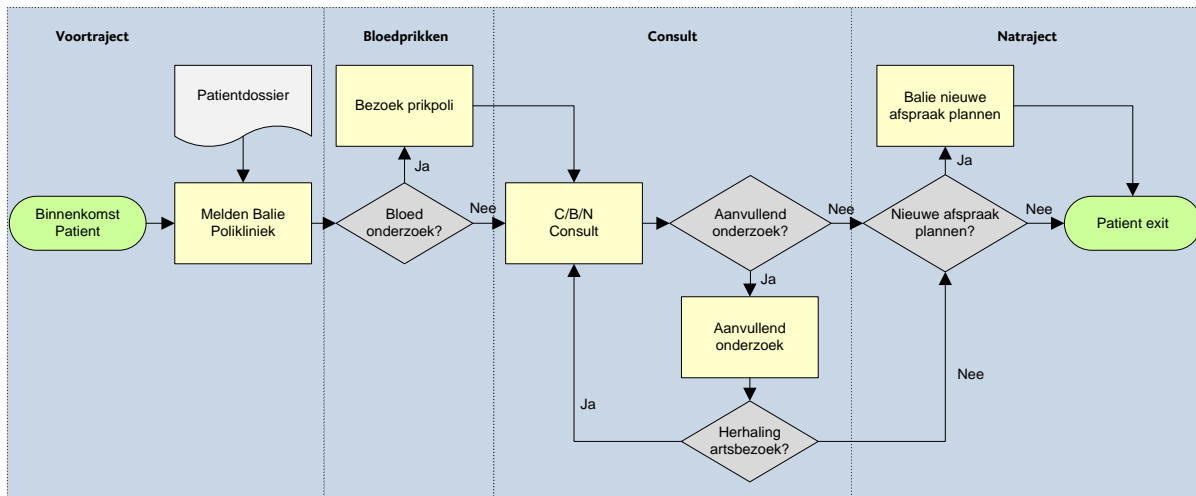 Voortraject
Bloedprikken
Consult
Natraject
Patientdossier
Bezoek prikpoli
Balie nieuwe
afspraak plannen
Ja
Ja
Binnenkomst
Patient
Melden Balie
Polikliniek
Bloed
onderzoek?
Nee
C/B/N
Consult
Aanvullend
onderzoek?
Nee
Nieuwe afspraak
plannen?
Nee
Patient exit
Ja
Aanvullend
onderzoek
Nee
Ja
Herhaling
artsbezoek?